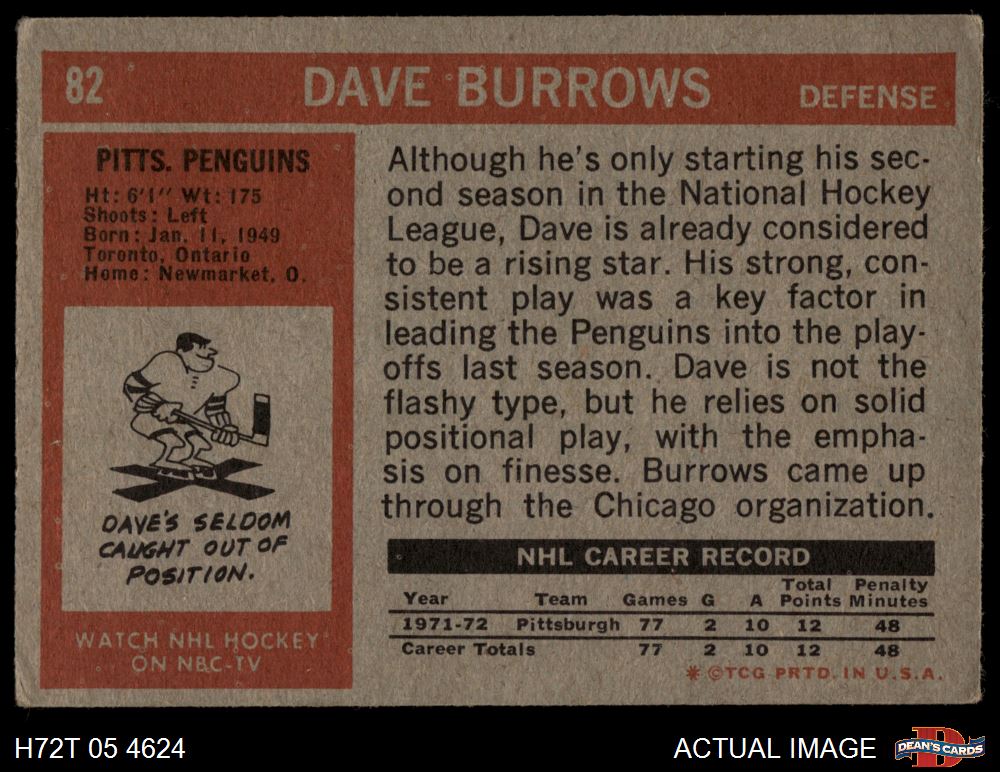 82 DAVE BURROWS DEFENSE
PITTS. PENGUINS
Ht: 6'1" Wt: 175
Shoots: Left
Born: Jan. 11, 1949
Toronto, Ontario
Home: Newmarket, O.
DAVE'S SELDOM
CAUGHT OUT OF
POSITION.
WATCH NHL HOCKEY
ON NBC-TV
Although he's only starting his sec-
ond season in the National Hockey
League, Dave is already considered
to be a rising star. His strong, con-
sistent play was a key factor in
leading the Penguins into the play-
offs last season. Dave is not the
flashy type, but he relies on solid
positional play, with the empha-
sis on finesse. Burrows came up
through the Chicago organization.
NHL CAREER RECORD
Total Penalty
Year Team Games G A Points Minutes
1971-72 Pittsburgh 77 2 10 12 48
Career Totals 77 2 10 12 48
* ©TCG PRTD. IN U.S.A.
H72T 05 4624
ACTUAL IMAGE
DEAN'S CARDS